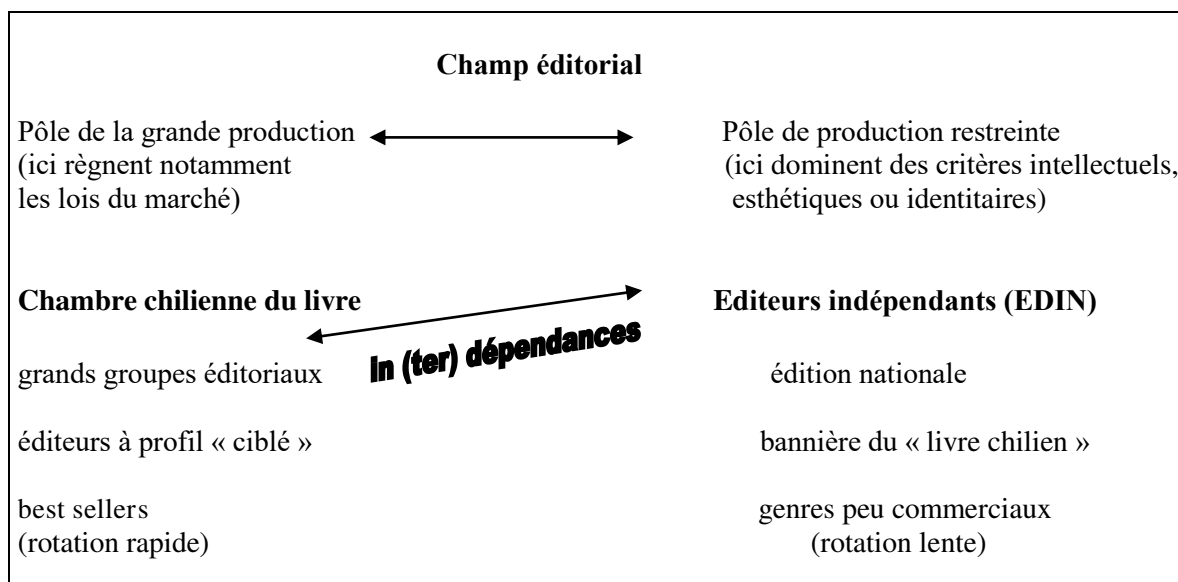 Champ éditorial
Pôle de la grande production
(ici règnent notamment
les lois du marché)
Pôle de production restreinte
(ici dominent des critères intellectuels,
esthétiques ou identitaires)
Chambre chilienne du livre
Editeurs indépendants (EDIN)
in (ter) dépendances
grands groupes éditoriaux
édition nationale
éditeurs à profil « ciblé »
bannière du « livre chilien »
best sellers
(rotation rapide)
genres peu commerciaux
(rotation lente)